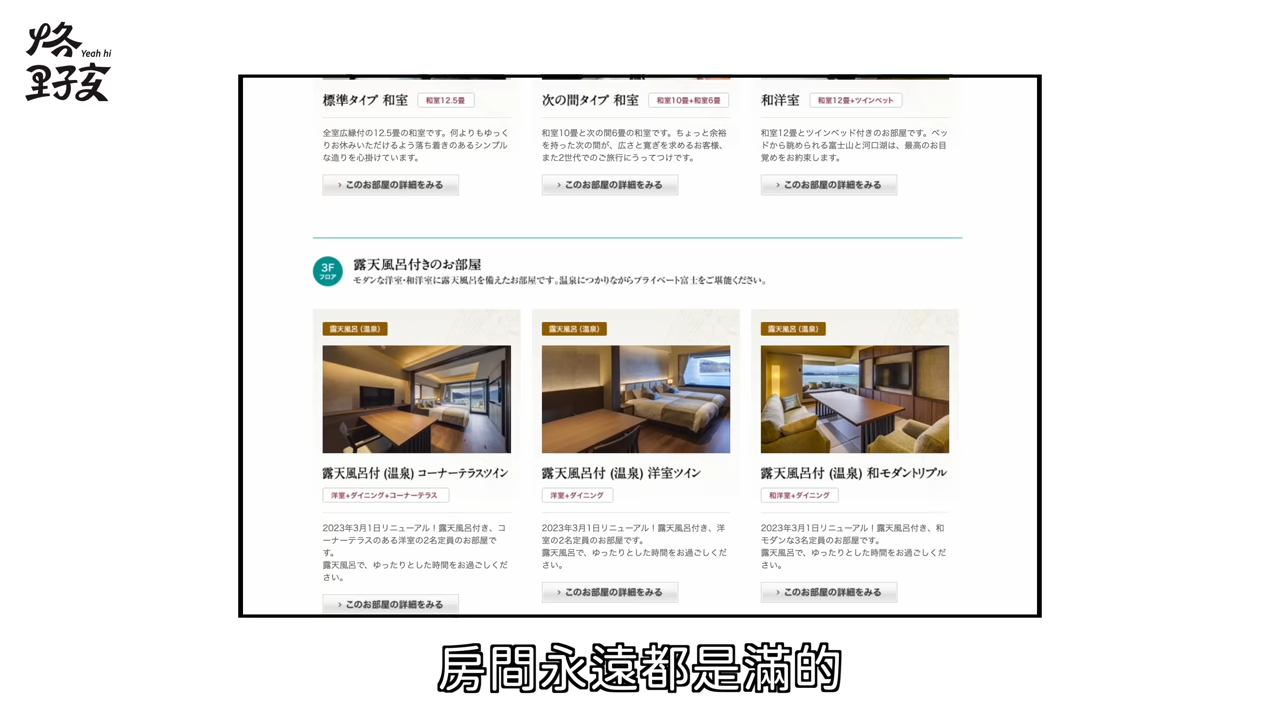 烙
Yeah hi
野孩
標準タイプ 和室 和室12.5畳
全室広縁付の12.5畳の和室です。何よりもゆっく
りお休みいただけるよう落ち着きのあるシンプル
な造りを心掛けています。
› このお部屋の詳細をみる
次の間タイプ 和室 和室10畳+和室6畳
和室10畳と次の間6畳の和室です。ちょっと余裕
を持った次の間が、広さと寛ぎを求めるお客様、
また2世代でのご旅行にうってつけです。
› このお部屋の詳細をみる
和洋室 和室12畳+ツインベット
和室12畳とツインベッド付きのお部屋です。ベッ
ドから眺められる富士山と河口湖は、最高のお目
覚めをお約束します。
› このお部屋の詳細をみる
3F
フロア
露天風呂付きのお部屋
モダンな洋室・和洋室に露天風呂を備えたお部屋です。温泉につかりながらプライベート富士をご堪能ください。
露天風呂（温泉）
露天風呂付 (温泉) コーナーテラスツイン
洋室+ダイニング+コーナーテラス
2023年3月1日リニューアル！露天風呂付き、コ
ーナーテラスのある洋室の2名定員のお部屋で
す。
露天風呂で、ゆったりとした時間をお過ごしくだ
さい。
› このお部屋の詳細をみる
露天風呂（温泉）
露天風呂付 (温泉) 洋室ツイン
洋室+ダイニング
2023年3月1日リニューアル！露天風呂付き、洋
室の2名定員のお部屋です。
露天風呂で、ゆったりとした時間をお過ごしくだ
さい。
› このお部屋の詳細をみる
露天風呂（温泉）
露天風呂付 (温泉) 和モダントリプル
和洋室+ダイニング
2023年3月1日リニューアル！露天風呂付き、和
モダンな3名定員のお部屋です。
露天風呂で、ゆったりとした時間をお過ごしくだ
さい。
› このお部屋の詳細をみる
房間永遠都是滿的